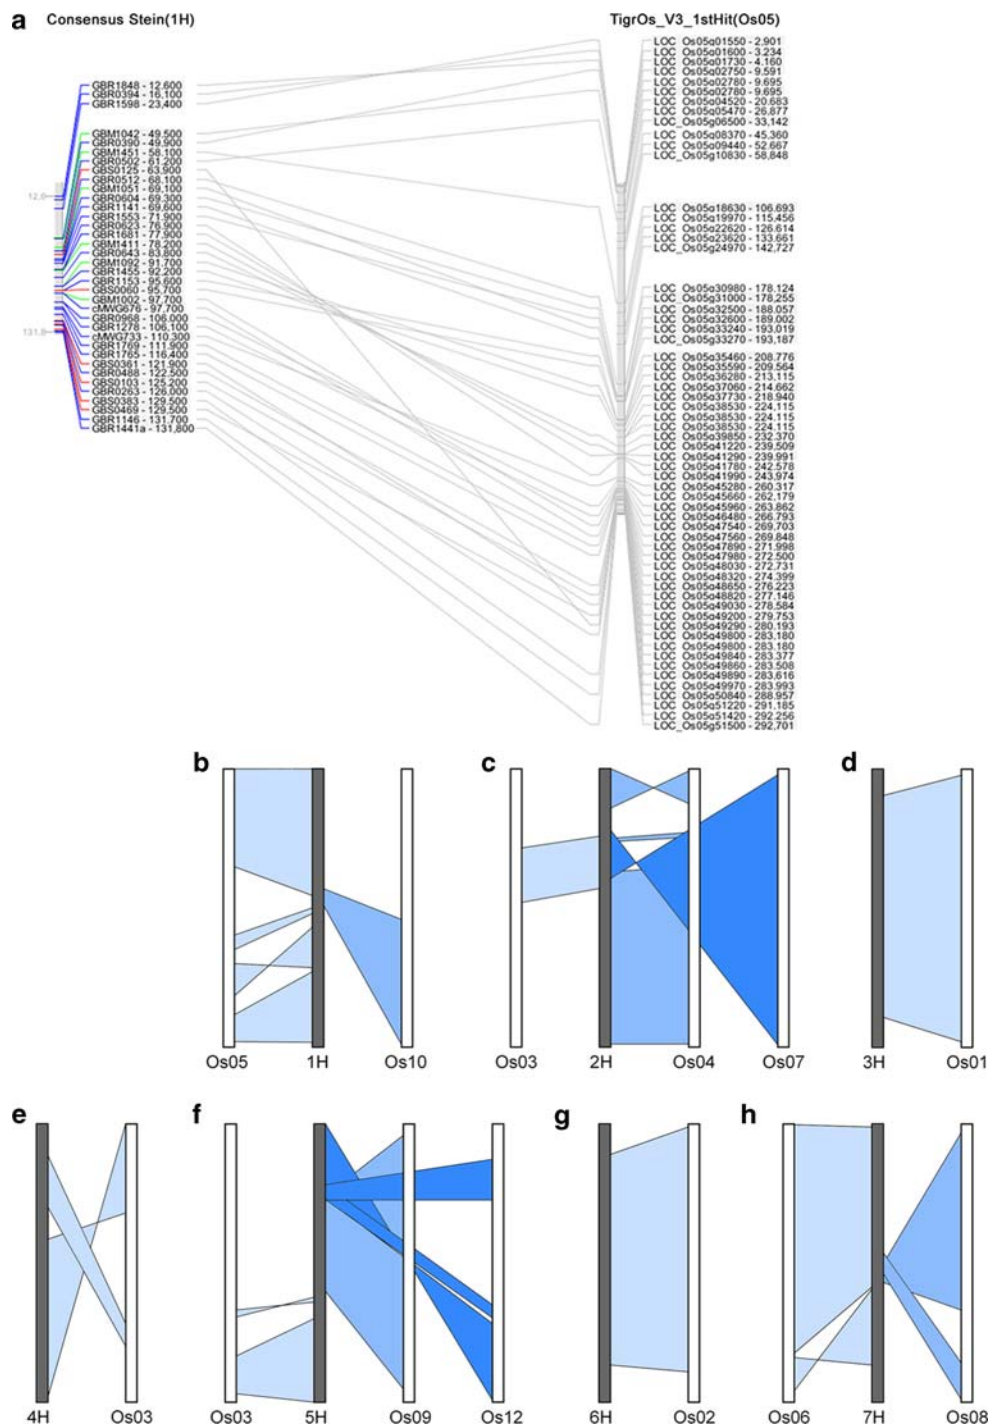 a
Consensus Stein(1H)
TigrOs_V3_1stHit(Os05)
GBR1848 - 12,600
GBR0394 - 16,100
GBR1598 - 23,400
GBM1042 - 49,500
GBR0390 - 49,900
GBM1451 - 58,100
GBR0502 - 61,200
GBS0125 - 63,900
GBR0512 - 68,100
GBM1051 - 69,100
GBR0604 - 69,300
GBR1141 - 69,600
GBR1553 - 71,900
GBR0623 - 76,900
GBR1681 - 77,900
GBM1411 - 78,200
GBR0643 - 83,800
GBM1092 - 91,700
GBR1455 - 92,200
GBR1153 - 95,600
GBS0060 - 95,700
GBM1002 - 97,700
cMWG676 - 97,700
GBR0968 - 106,000
GBR1278 - 106,100
cMWG733 - 110,300
GBR1769 - 111,900
GBR1765 - 116,400
GBS0361 - 121,900
GBR0488 - 122,500
GBS0103 - 125,200
GBR0263 - 126,000
GBS0383 - 129,500
GBS0469 - 129,500
GBR1146 - 131,700
GBR1441a - 131,800
12,0
131,8
LOC_Os05g01550 - 2,901
LOC_Os05g01600 - 3,234
LOC_Os05g01730 - 4,160
LOC_Os05g02750 - 9,591
LOC_Os05g02780 - 9,695
LOC_Os05g02780 - 9,695
LOC_Os05g04520 - 20,683
LOC_Os05g05470 - 26,877
LOC_Os05g06500 - 33,142
LOC_Os05g08370 - 45,360
LOC_Os05g09440 - 52,667
LOC_Os05g10830 - 58,848
LOC_Os05g18630 - 106,693
LOC_Os05g19970 - 115,456
LOC_Os05g22620 - 126,614
LOC_Os05g23620 - 133,661
LOC_Os05g24970 - 142,727
LOC_Os05g30980 - 178,124
LOC_Os05g31000 - 178,255
LOC_Os05g32500 - 188,057
LOC_Os05g32600 - 189,002
LOC_Os05g33240 - 193,019
LOC_Os05g33270 - 193,187
LOC_Os05g35460 - 208,776
LOC_Os05g35590 - 209,564
LOC_Os05g36280 - 213,115
LOC_Os05g37060 - 214,662
LOC_Os05g37730 - 218,940
LOC_Os05g38530 - 224,115
LOC_Os05g38530 - 224,115
LOC_Os05g38530 - 224,115
LOC_Os05g39850 - 232,370
LOC_Os05g41220 - 239,509
LOC_Os05g41290 - 239,991
LOC_Os05g41780 - 242,578
LOC_Os05g41990 - 243,974
LOC_Os05g45280 - 260,317
LOC_Os05g45660 - 262,179
LOC_Os05g45960 - 263,862
LOC_Os05g46480 - 266,793
LOC_Os05g47540 - 269,703
LOC_Os05g47560 - 269,848
LOC_Os05g47890 - 271,998
LOC_Os05g47980 - 272,500
LOC_Os05g48030 - 272,731
LOC_Os05g48320 - 274,399
LOC_Os05g48650 - 276,223
LOC_Os05g48820 - 277,146
LOC_Os05g49030 - 278,584
LOC_Os05g49200 - 279,753
LOC_Os05g49290 - 280,193
LOC_Os05g49800 - 283,180
LOC_Os05g49800 - 283,180
LOC_Os05g49840 - 283,377
LOC_Os05g49860 - 283,508
LOC_Os05g49890 - 283,616
LOC_Os05g49970 - 283,993
LOC_Os05g50840 - 288,957
LOC_Os05g51220 - 291,185
LOC_Os05g51420 - 292,256
LOC_Os05g51500 - 292,701
b
c
d
Os05 1H Os10
Os03 2H Os04 Os07
3H Os01
e
f
g
h
4H Os03
Os03 5H Os09 Os12
6H Os02
Os06 7H Os08